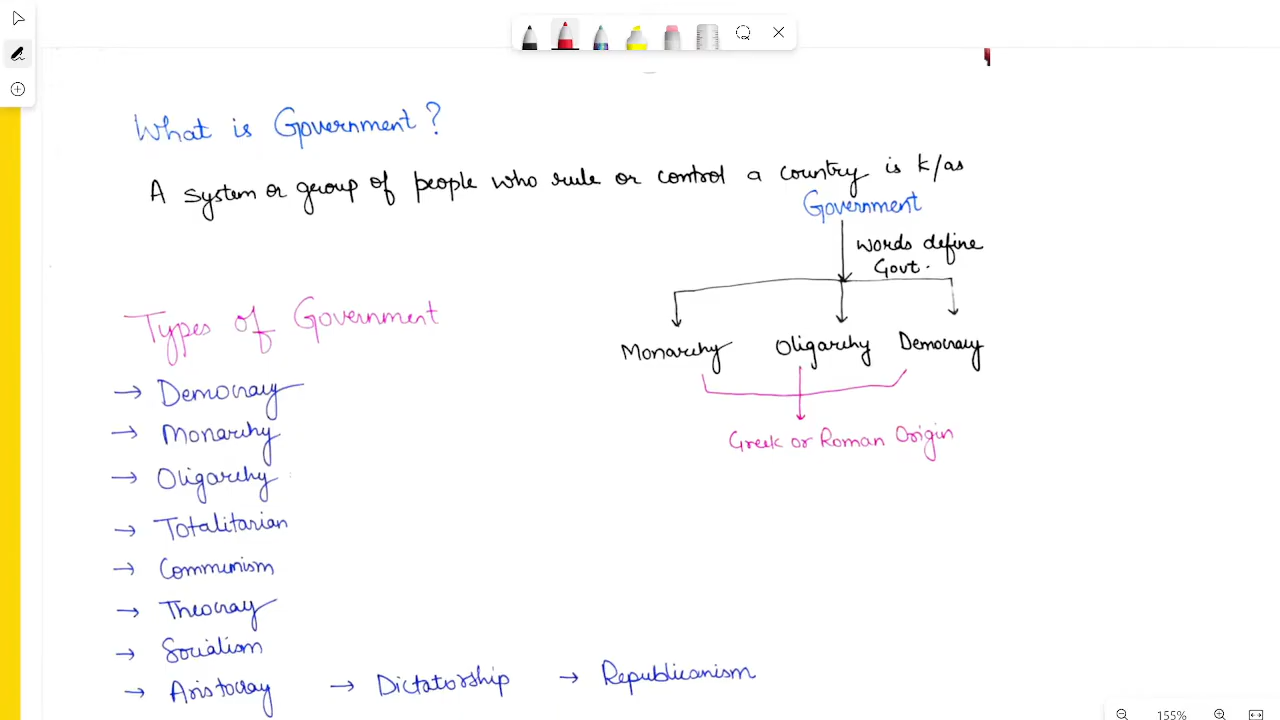 What is Government?
A system or group of people who rule or control a country is k/as
Government
words define
Govt.
Monarchy Oligarchy Democracy
Greek or Roman Origin
Types of Government
→ Democracy
→ Monarchy
→ Oligarchy
→ Totalitarian
→ Communism
→ Theocracy
→ Socialism
→ Aristocracy → Dictatorship → Republicanism
155%